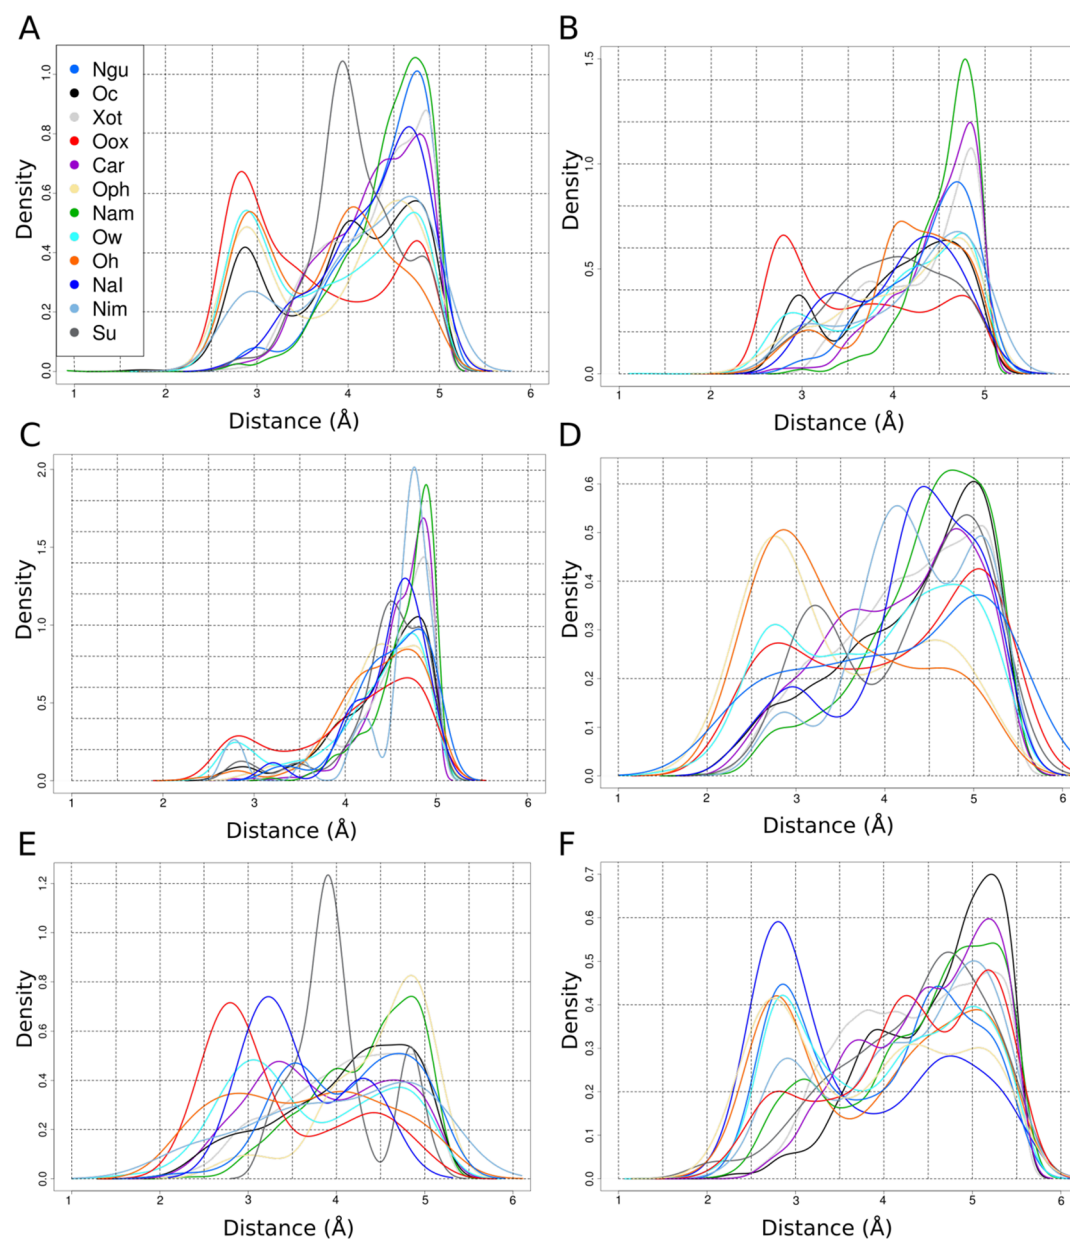 A
Ngu
Oc
Xot
Oox
Car
Oph
Nam
Ow
Oh
Nal
Nim
Su
Density
0.0 0.2 0.4 0.6 0.8 1.0
1 2 3 4 5 6
Distance (Å)
B
Density
0.0 0.5 1.0 1.5
1 2 3 4 5
Distance (Å)
C
Density
0.0 0.5 1.0 1.5 2.0
1 2 3 4 5 6
Distance (Å)
D
Density
0.0 0.1 0.2 0.3 0.4 0.5 0.6
1 2 3 4 5 6
Distance (Å)
E
Density
0.0 0.2 0.4 0.6 0.8 1.0 1.2
1 2 3 4 5 6
Distance (Å)
F
Density
0.0 0.1 0.2 0.3 0.4 0.5 0.6 0.7
1 2 3 4 5 6
Distance (Å)